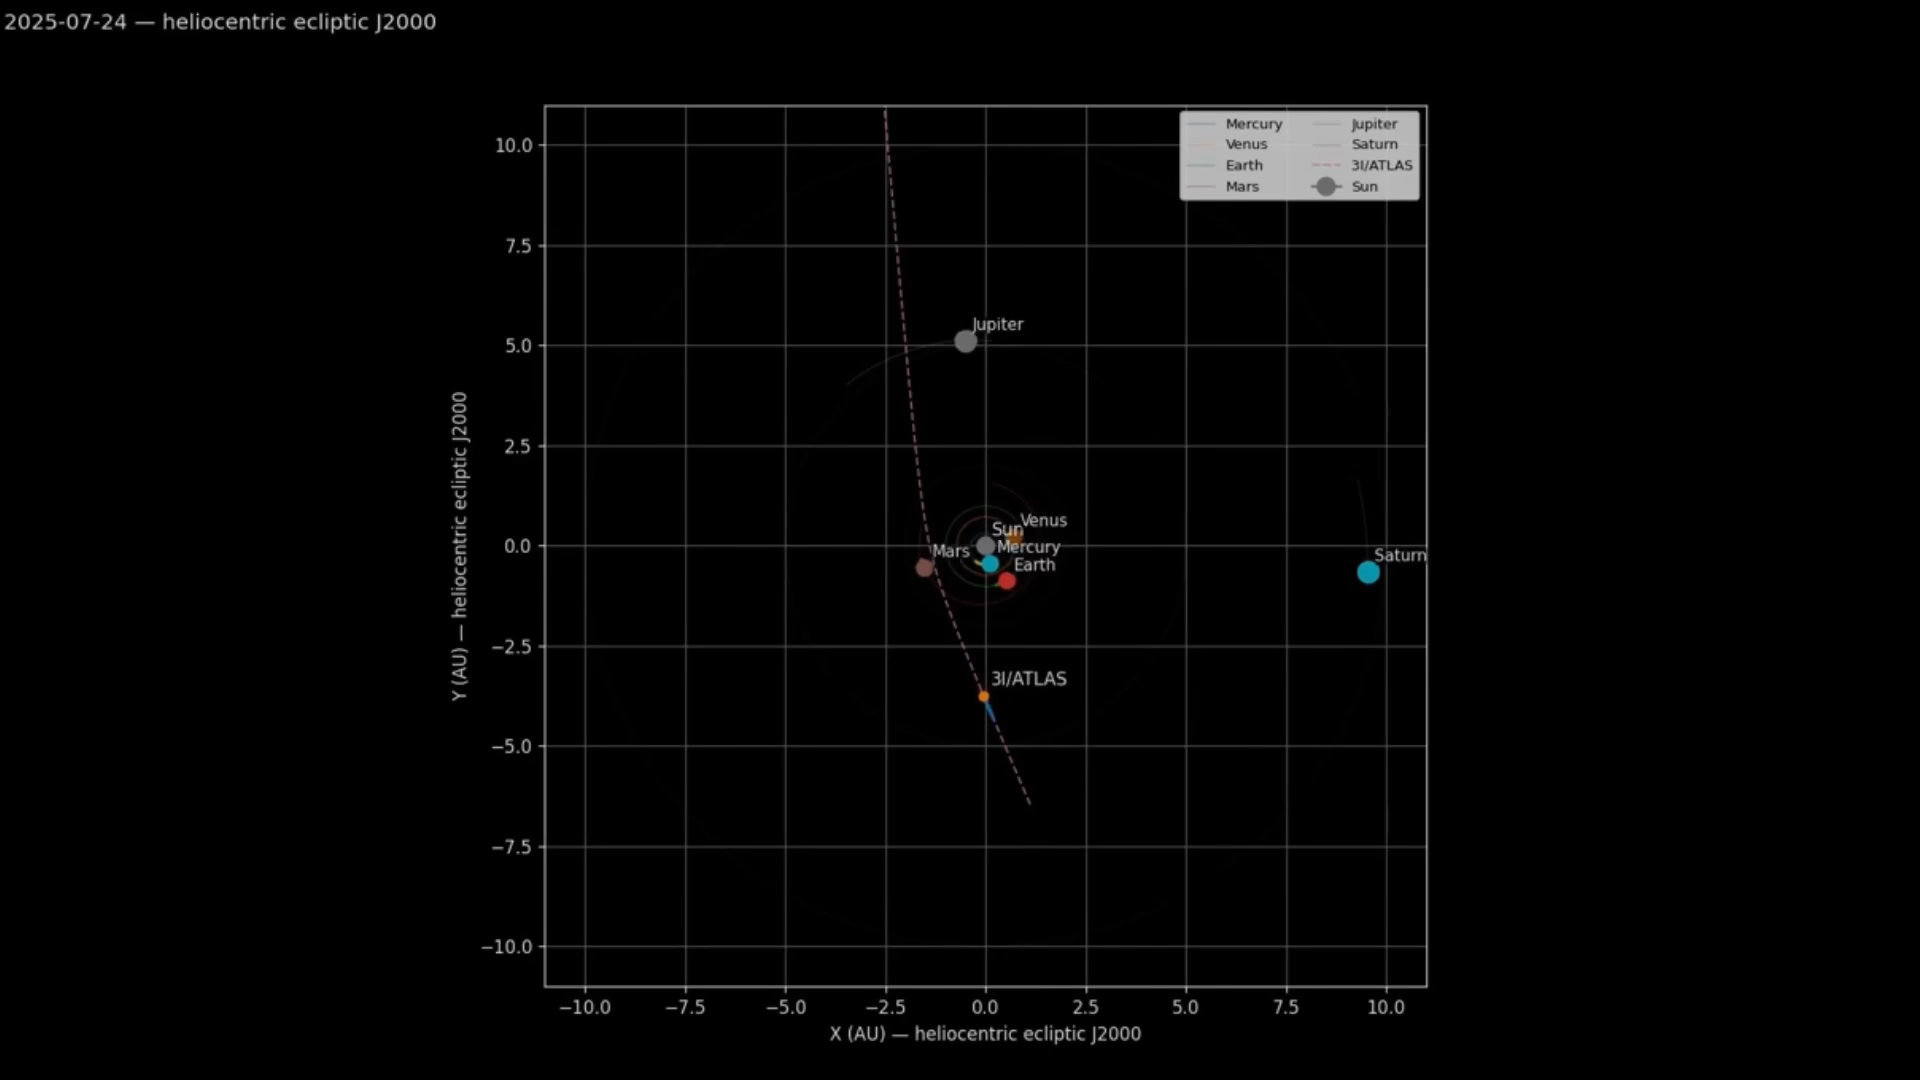 2025-07-24 — heliocentric ecliptic J2000
Mercury
Venus
Earth
Mars
Jupiter
Saturn
3I/ATLAS
Sun
10.0
7.5
5.0
2.5
0.0
−2.5
−5.0
−7.5
−10.0
Y (AU) — heliocentric ecliptic J2000
Jupiter
Venus
Sun
Mercury
Mars
Earth
Saturn
3I/ATLAS
−10.0
−7.5
−5.0
−2.5
0.0
2.5
5.0
7.5
10.0
X (AU) — heliocentric ecliptic J2000